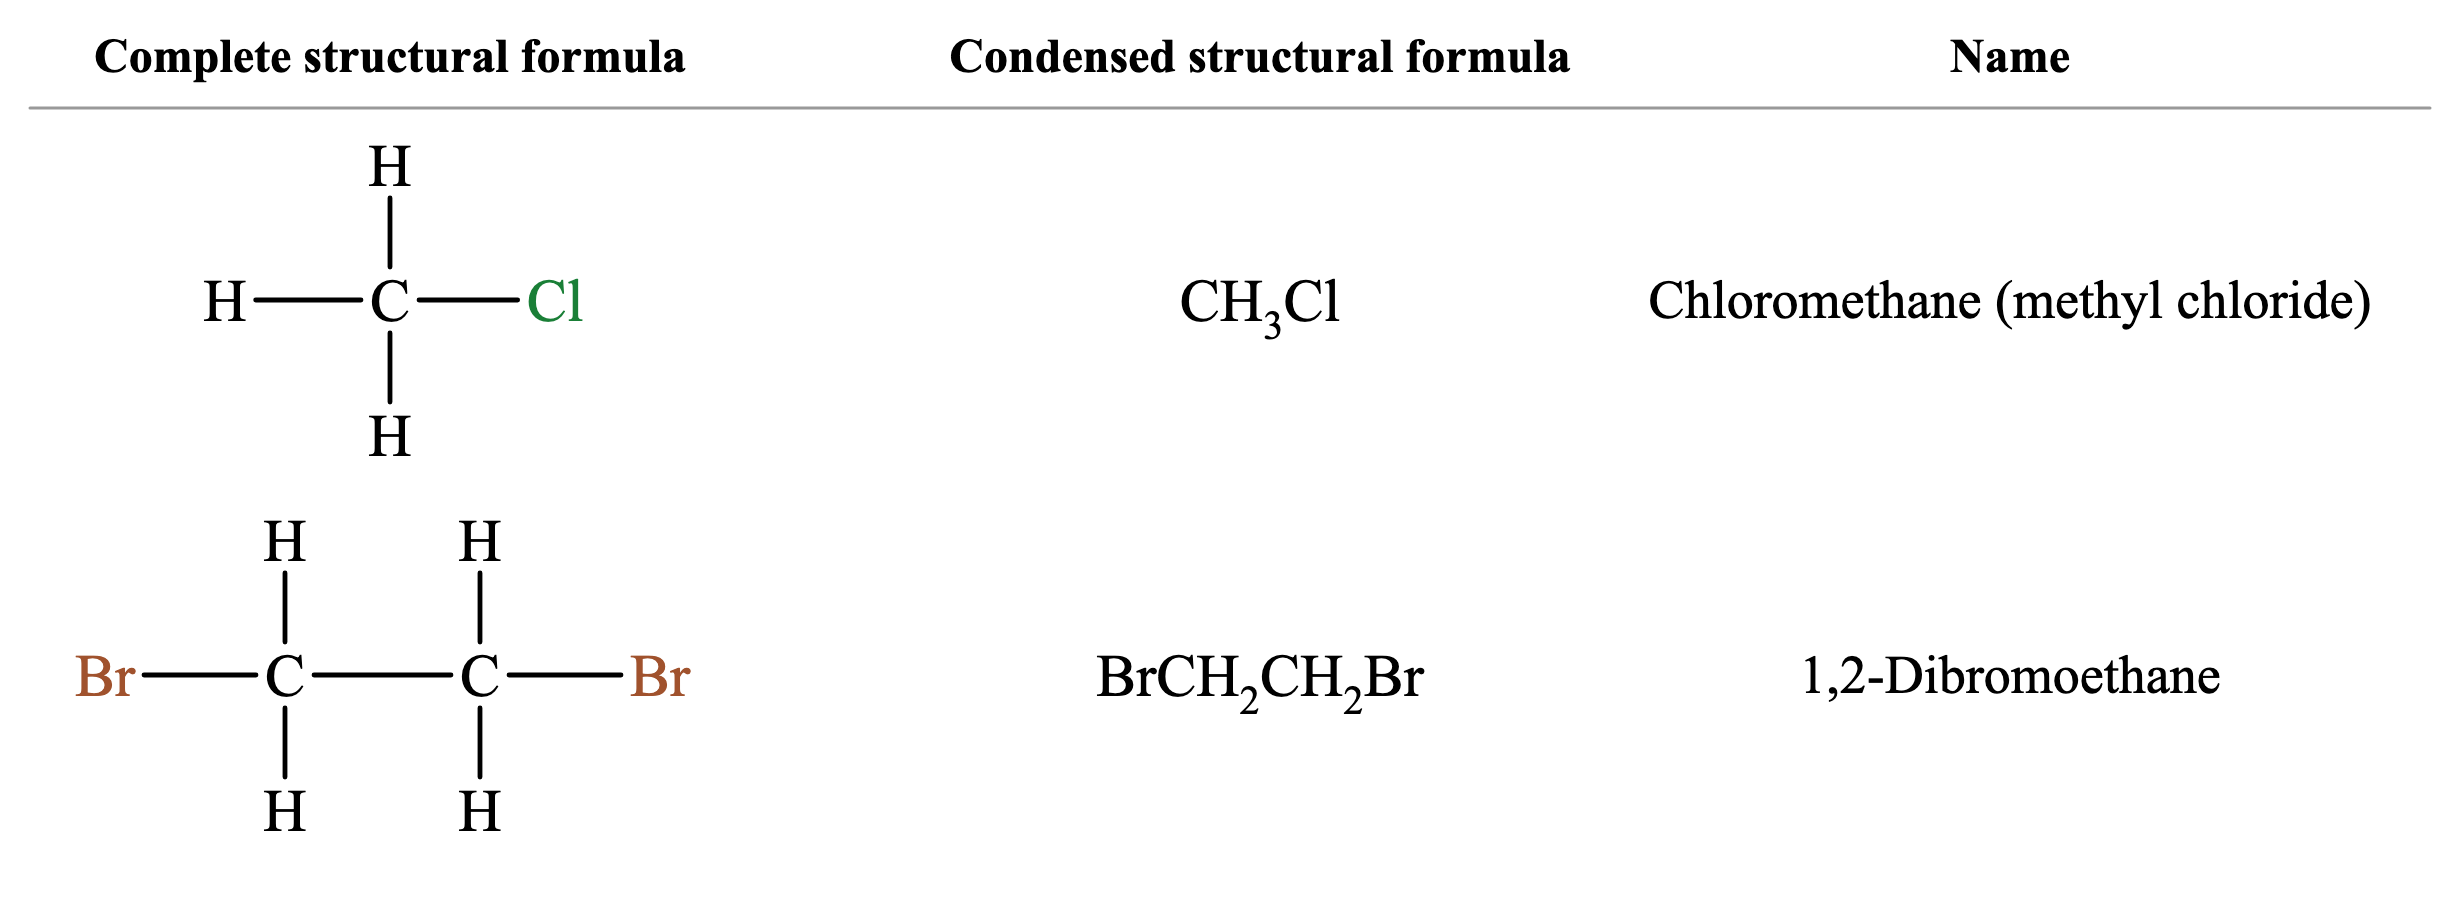 Complete structural formula Condensed structural formula Name
H
H C Cl CH₃Cl Chloromethane (methyl chloride)
H
H H
Br C C Br BrCH₂CH₂Br 1,2-Dibromoethane
H H